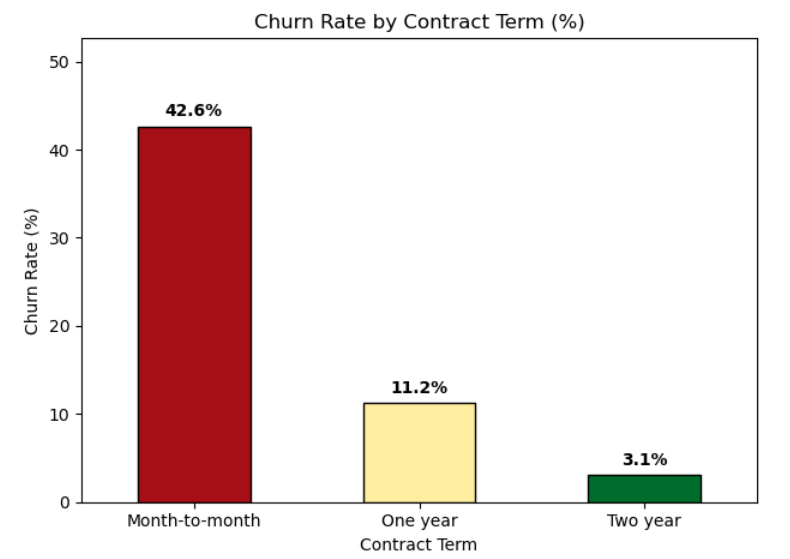 Churn Rate by Contract Term (%)
Churn Rate (%)
50
40
30
20
10
0
42.6%
11.2%
3.1%
Month-to-month
One year
Two year
Contract Term